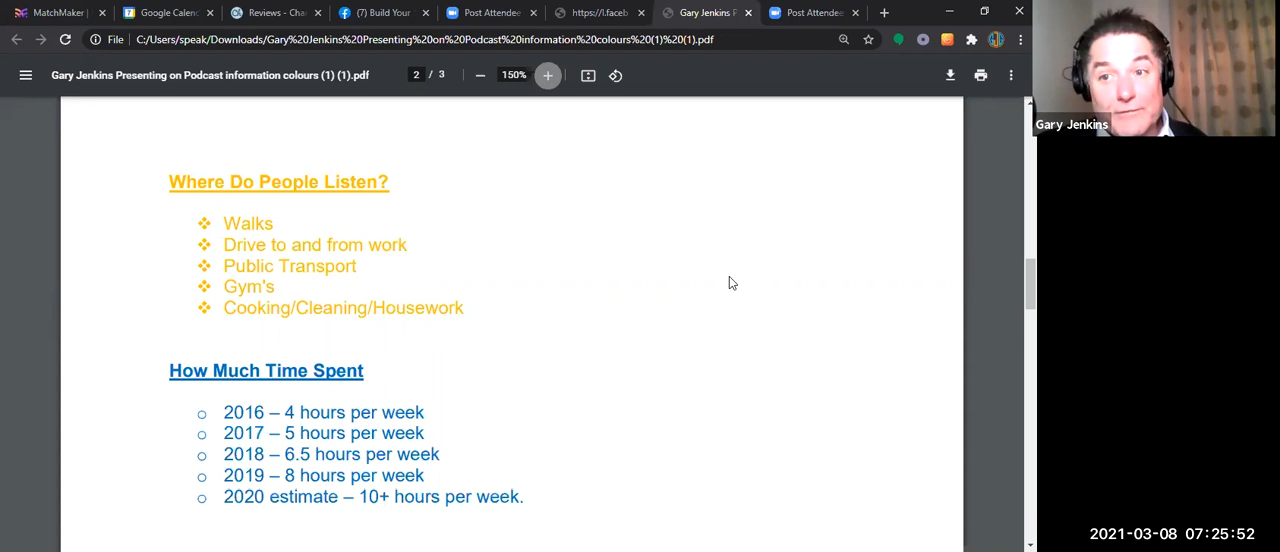 MatchMaker |
Google Calend
Reviews - Cha
(7) Build Your
Post Attendee
https://l.faceb
Gary Jenkins P
Post Attendee
File
C:/Users/speak/Downloads/Gary%20Jenkins%20Presenting%20on%20Podcast%20information%20colours%20(1)%20(1).pdf
Gary Jenkins Presenting on Podcast information colours (1) (1).pdf
2 / 3
150%
Gary Jenkins
Where Do People Listen?
Walks
Drive to and from work
Public Transport
Gym's
Cooking/Cleaning/Housework
How Much Time Spent
2016 – 4 hours per week
2017 – 5 hours per week
2018 – 6.5 hours per week
2019 – 8 hours per week
2020 estimate – 10+ hours per week.
2021-03-08 07:25:52